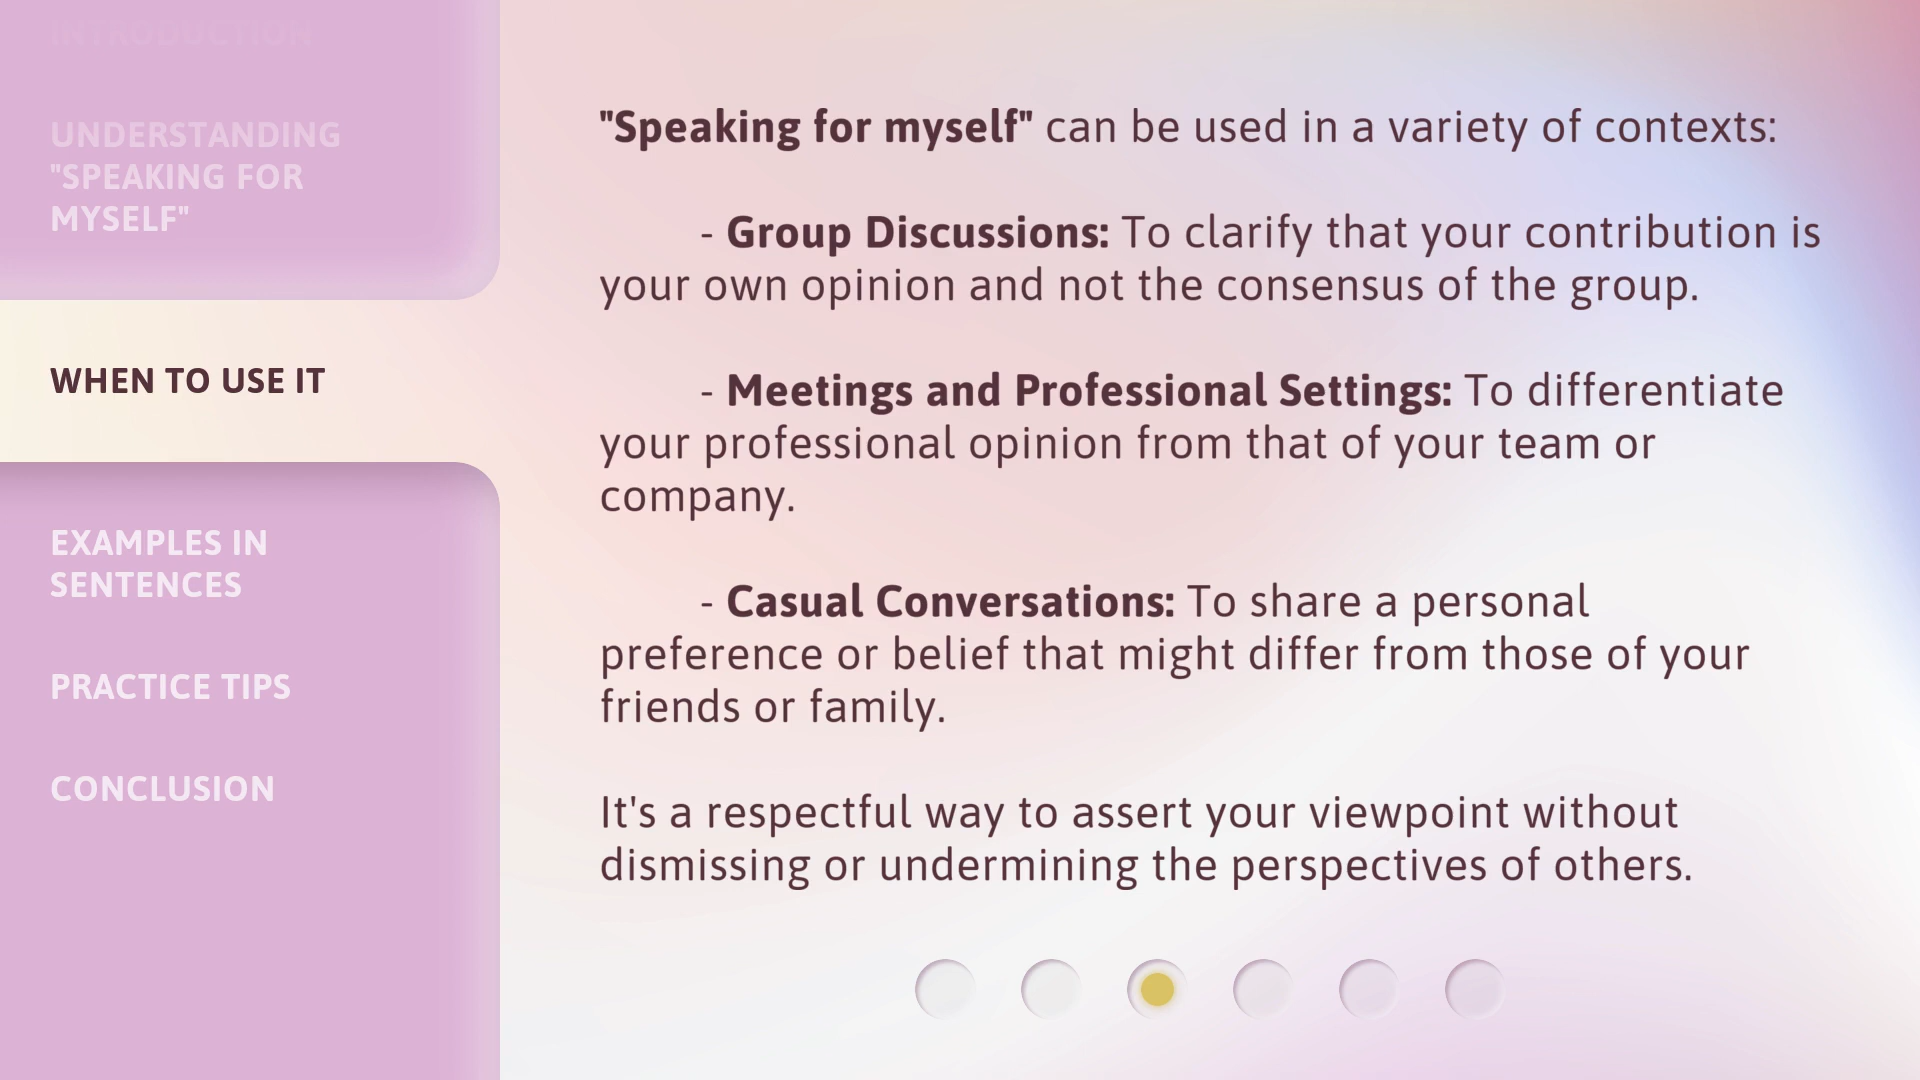 INTRODUCTION
UNDERSTANDING
"SPEAKING FOR
MYSELF"
WHEN TO USE IT
EXAMPLES IN
SENTENCES
PRACTICE TIPS
CONCLUSION
"Speaking for myself" can be used in a variety of contexts:
- Group Discussions: To clarify that your contribution is
your own opinion and not the consensus of the group.
- Meetings and Professional Settings: To differentiate
your professional opinion from that of your team or
company.
- Casual Conversations: To share a personal
preference or belief that might differ from those of your
friends or family.
It's a respectful way to assert your viewpoint without
dismissing or undermining the perspectives of others.